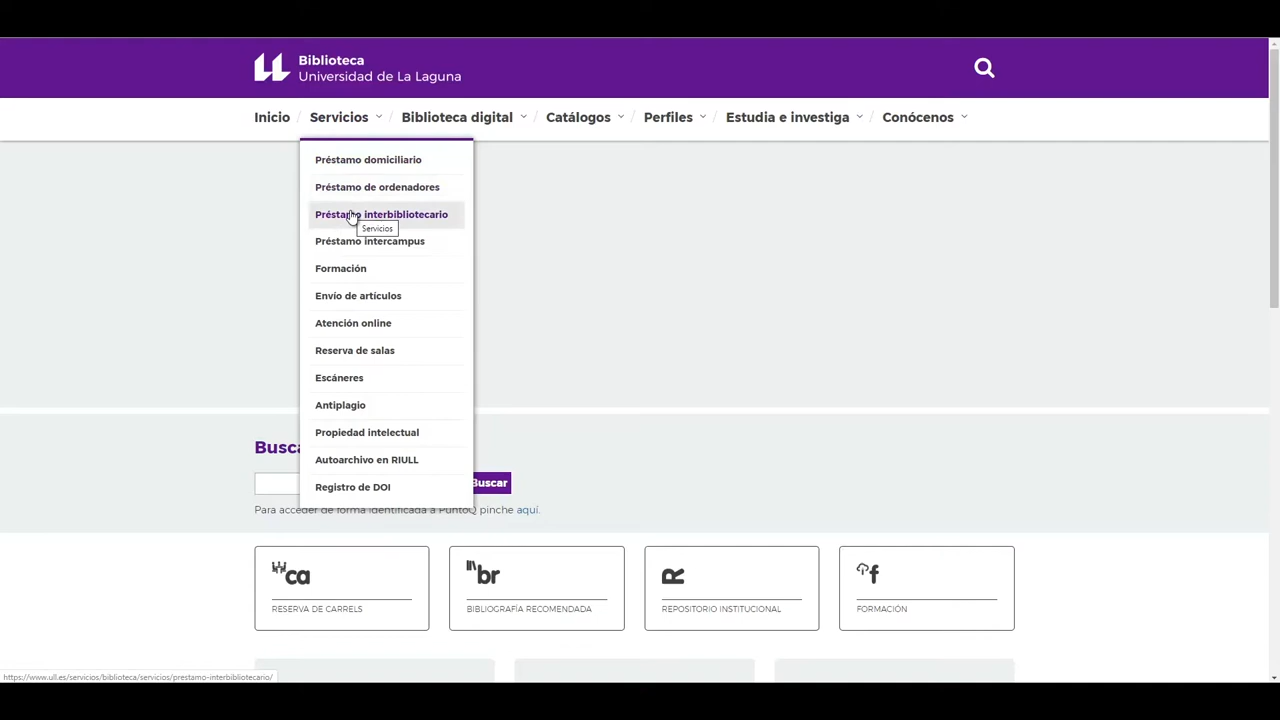 Biblioteca
Universidad de La Laguna
Inicio / Servicios / Biblioteca digital / Catálogos / Perfiles / Estudia e investiga / Conócenos
Préstamo domiciliario
Préstamo de ordenadores
Préstamo interbibliotecario
Servicios
Préstamo intercampus
Formación
Envío de artículos
Atención online
Reserva de salas
Escáneres
Antiplagio
Propiedad intelectual
Autoarchivo en RIULL
Registro de DOI
Busca
Buscar
Para acceder de forma identificada a PuntoQ pinche aquí.
ca
RESERVA DE CARRELS
br
BIBLIOGRAFÍA RECOMENDADA
R
REPOSITORIO INSTITUCIONAL
f
FORMACIÓN
https://www.ull.es/servicios/biblioteca/servicios/prestamo-interbibliotecario/